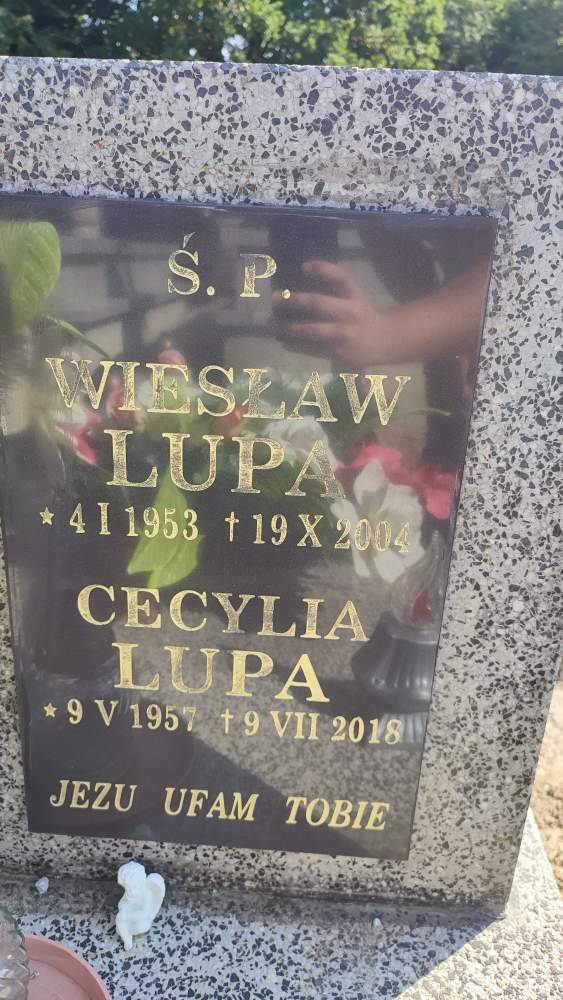 Ś. P.
WIESŁAW
LUPA
★ 4 I 1953 † 19 X 2004
CECYLIA
LUPA
★ 9 V 1957 † 9 VII 2018
JEZU UFAM TOBIE